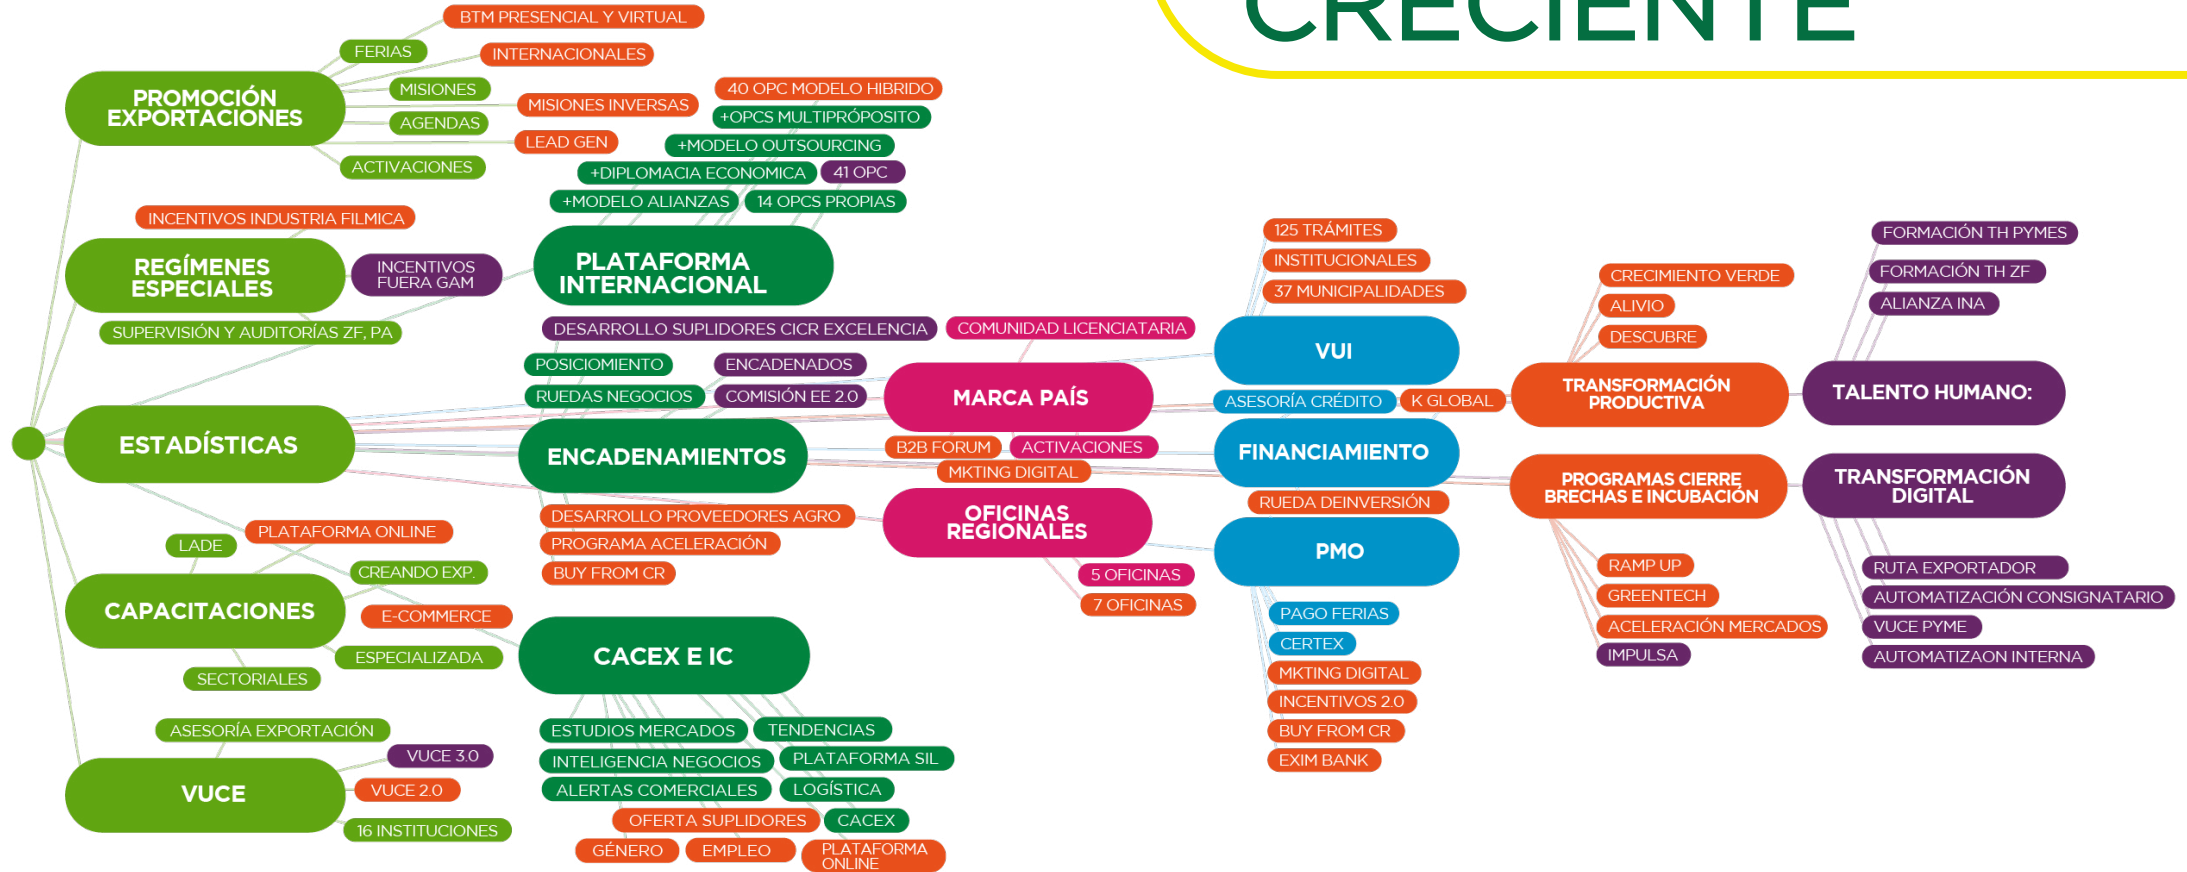 CRECIENTE
BTM PRESENCIAL Y VIRTUAL
FERIAS
INTERNACIONALES
PROMOCIÓN
EXPORTACIONES
MISIONES
MISIONES INVERSAS
AGENDAS
LEAD GEN
ACTIVACIONES
INCENTIVOS INDUSTRIA FILMICA
REGÍMENES
ESPECIALES
INCENTIVOS
FUERA GAM
SUPERVISIÓN Y AUDITORÍAS ZF, PA
ESTADÍSTICAS
PLATAFORMA ONLINE
LADE
CREANDO EXP.
CAPACITACIONES
E-COMMERCE
ESPECIALIZADA
SECTORIALES
ASESORÍA EXPORTACIÓN
VUCE 3.0
VUCE
VUCE 2.0
16 INSTITUCIONES
40 OPC MODELO HIBRIDO
+OPCS MULTIPRÓPOSITO
+MODELO OUTSOURCING
+DIPLOMACIA ECONOMICA
41 OPC
+MODELO ALIANZAS
14 OPCS PROPIAS
PLATAFORMA
INTERNACIONAL
DESARROLLO SUPLIDORES CICR EXCELENCIA
POSICIOMIENTO
ENCADENADOS
RUEDAS NEGOCIOS
COMISIÓN EE 2.0
ENCADENAMIENTOS
DESARROLLO PROVEEDORES AGRO
PROGRAMA ACELERACIÓN
BUY FROM CR
CACEX E IC
ESTUDIOS MERCADOS
TENDENCIAS
INTELIGENCIA NEGOCIOS
PLATAFORMA SIL
ALERTAS COMERCIALES
LOGÍSTICA
OFERTA SUPLIDORES
CACEX
GÉNERO
EMPLEO
PLATAFORMA
ONLINE
COMUNIDAD LICENCIATARIA
MARCA PAÍS
B2B FORUM
ACTIVACIONES
MKTING DIGITAL
OFICINAS
REGIONALES
5 OFICINAS
7 OFICINAS
125 TRÁMITES
INSTITUCIONALES
37 MUNICIPALIDADES
VUI
ASESORÍA CRÉDITO
K GLOBAL
FINANCIAMIENTO
RUEDA DEINVERSIÓN
PMO
PAGO FERIAS
CERTEX
MKTING DIGITAL
INCENTIVOS 2.0
BUY FROM CR
EXIM BANK
CRECIMIENTO VERDE
ALIVIO
DESCUBRE
TRANSFORMACIÓN
PRODUCTIVA
PROGRAMAS CIERRE
BRECHAS E INCUBACIÓN
RAMP UP
GREENTECH
ACELERACIÓN MERCADOS
IMPULSA
FORMACIÓN TH PYMES
FORMACIÓN TH ZF
ALIANZA INA
TALENTO HUMANO:
TRANSFORMACIÓN
DIGITAL
RUTA EXPORTADOR
AUTOMATIZACIÓN CONSIGNATARIO
VUCE PYME
AUTOMATIZAON INTERNA